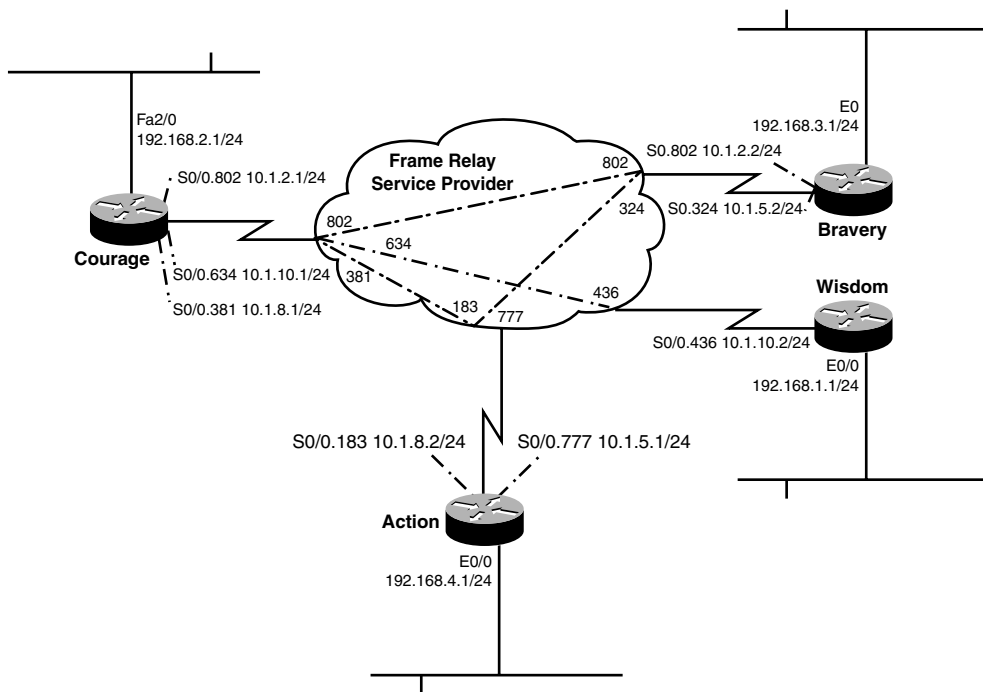 Fa2/0
192.168.2.1/24
S0/0.802 10.1.2.1/24
Courage
S0/0.634 10.1.10.1/24
S0/0.381 10.1.8.1/24
Frame Relay
Service Provider
802
634
381
183
777
802
324
436
E0
192.168.3.1/24
S0.802 10.1.2.2/24
S0.324 10.1.5.2/24
Bravery
Wisdom
S0/0.436 10.1.10.2/24
E0/0
192.168.1.1/24
S0/0.183 10.1.8.2/24
S0/0.777 10.1.5.1/24
Action
E0/0
192.168.4.1/24